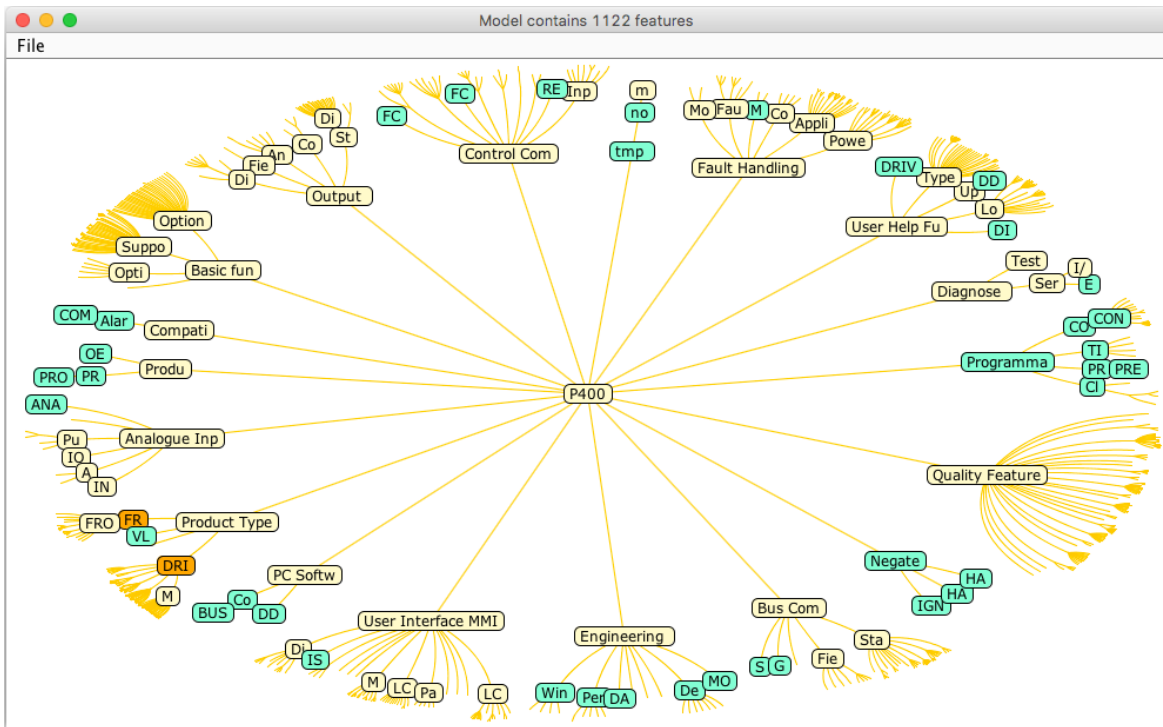 Model contains 1122 features
File
FC
FC
RE
Inp
Control Com
m
no
tmp
Mo
Fau
M
Co
Appli
Powe
Fault Handling
Di
St
Co
An
Fie
Di
Output
DRIV
Type
DD
Up
Lo
User Help Fu
DI
Option
Suppo
Opti
Basic fun
Test
I/
Ser
E
Diagnose
COM
Alar
Compati
CO
CON
TI
PR
PRE
CI
Programma
OE
PRO
PR
Produ
P400
ANA
Pu
IO
A
IN
Analogue Inp
Quality Feature
FRO
FR
VL
Product Type
DRI
M
PC Softw
Co
BUS
DD
Negate
HA
HA
IGN
User Interface MMI
Di
IS
M
LC
Pa
LC
Engineering
Win
Per
DA
De
MO
Bus Com
S
G
Fie
Sta